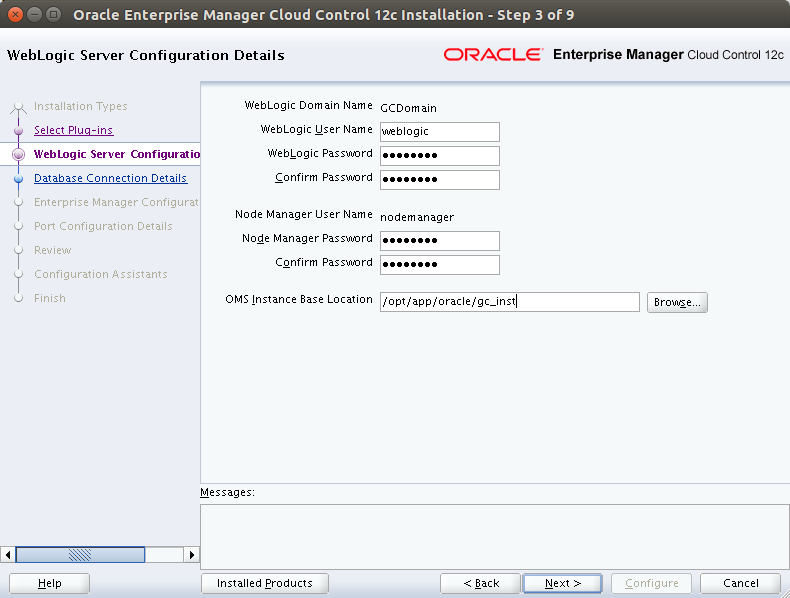 Oracle Enterprise Manager Cloud Control 12c Installation - Step 3 of 9
WebLogic Server Configuration Details
ORACLE Enterprise Manager Cloud Control 12c
Installation Types
Select Plug-ins
WebLogic Server Configuratio
Database Connection Details
Enterprise Manager Configurat
Port Configuration Details
Review
Configuration Assistants
Finish
WebLogic Domain Name GCDomain
WebLogic User Name weblogic
WebLogic Password ●●●●●●●●
Confirm Password ●●●●●●●●
Node Manager User Name nodemanager
Node Manager Password ●●●●●●●●
Confirm Password ●●●●●●●●
OMS Instance Base Location /opt/app/oracle/gc_inst Browse...
Messages:
Help Installed Products < Back Next > Configure Cancel